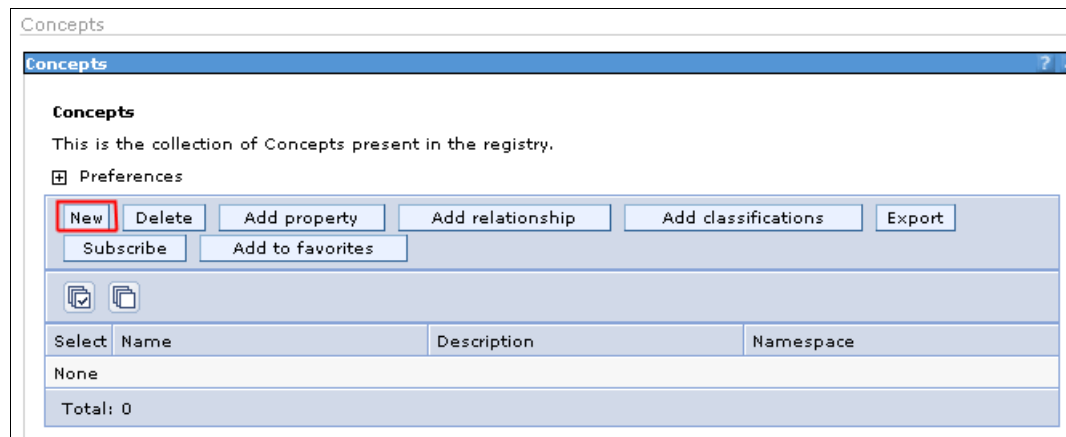 Concepts
Concepts ?
Concepts
This is the collection of Concepts present in the registry.
Preferences
New Delete Add property Add relationship Add classifications Export
Subscribe Add to favorites
Select Name Description Namespace
None
Total: 0